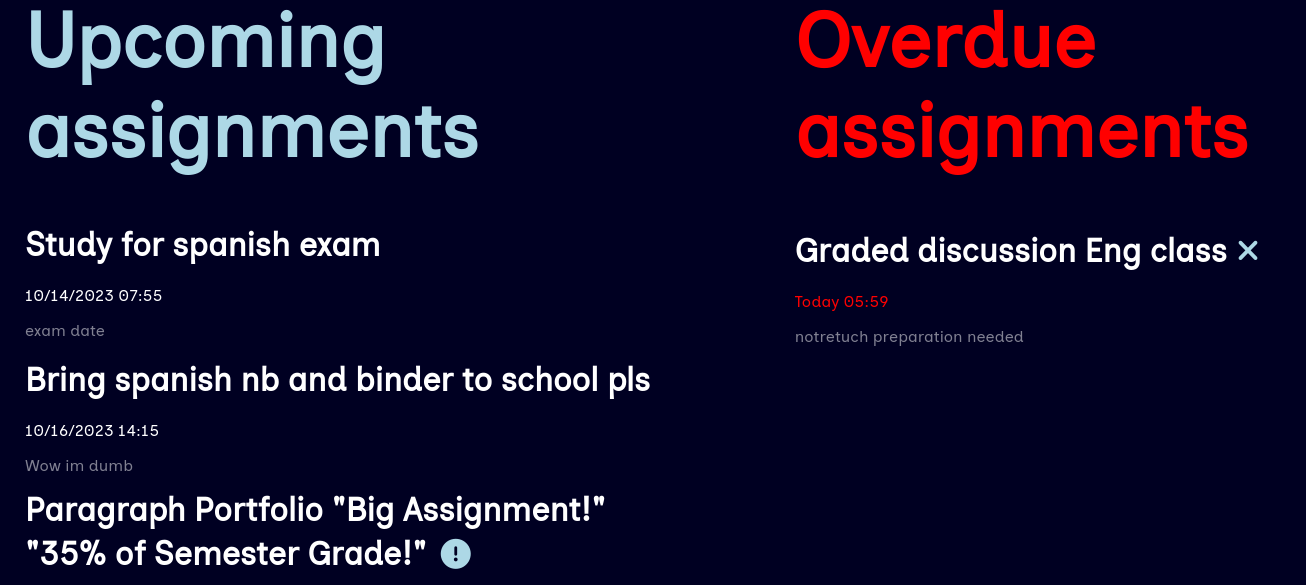 Upcoming
assignments
Study for spanish exam
10/14/2023 07:55
exam date
Bring spanish nb and binder to school pls
10/16/2023 14:15
Wow im dumb
Paragraph Portfolio "Big Assignment!"
"35% of Semester Grade!"
Overdue
assignments
Graded discussion Eng class
Today 05:59
notretuch preparation needed